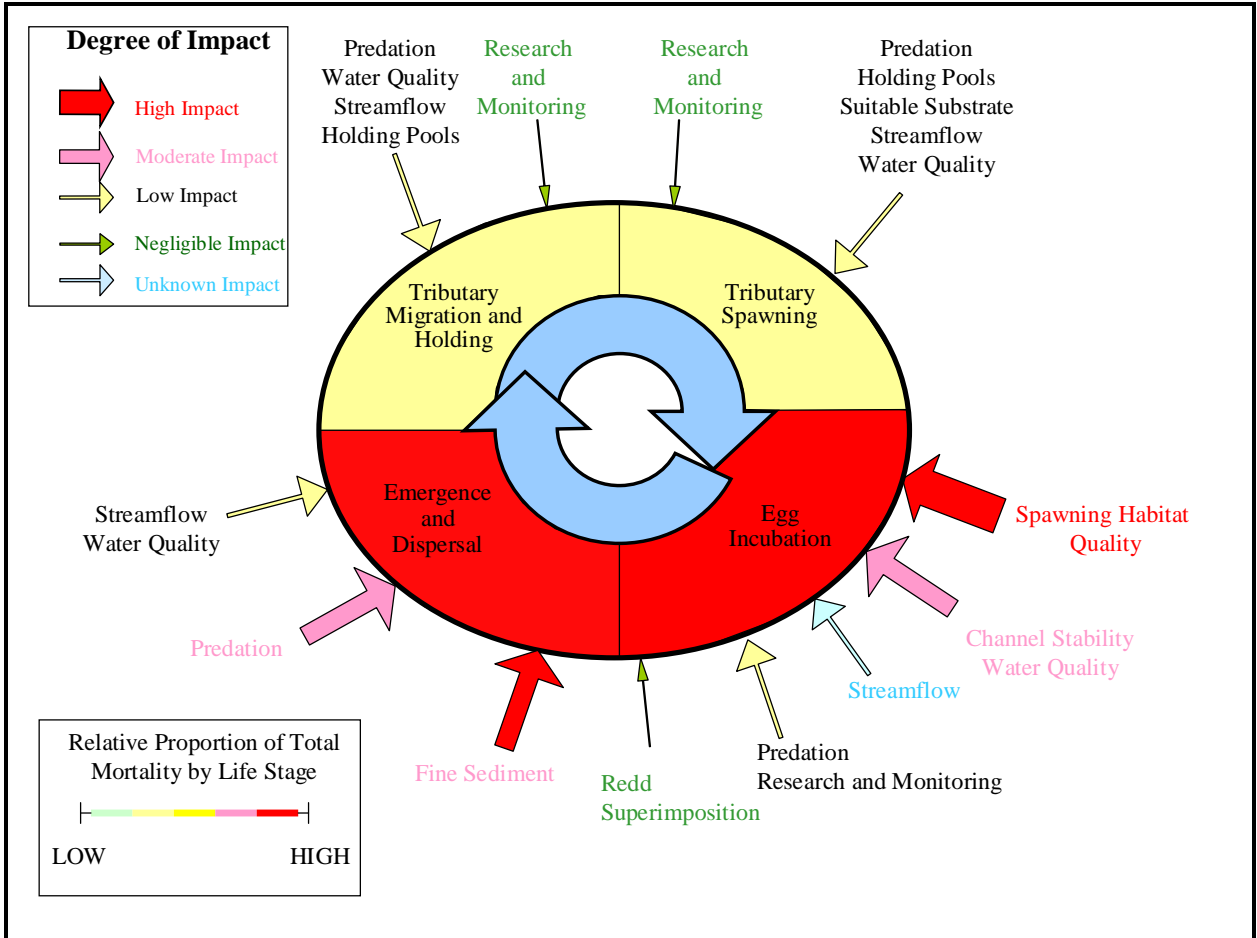 Degree of Impact
High Impact
Moderate Impact
Low Impact
Negligible Impact
Unknown Impact
Predation
Water Quality
Streamflow
Holding Pools
Research
and
Monitoring
Research
and
Monitoring
Predation
Holding Pools
Suitable Substrate
Streamflow
Water Quality
Tributary
Migration and
Holding
Tributary
Spawning
Emergence
and
Dispersal
Egg
Incubation
Streamflow
Water Quality
Predation
Fine Sediment
Redd
Superimposition
Predation
Research and Monitoring
Streamflow
Channel Stability
Water Quality
Spawning Habitat
Quality
Relative Proportion of Total
Mortality by Life Stage
LOW HIGH